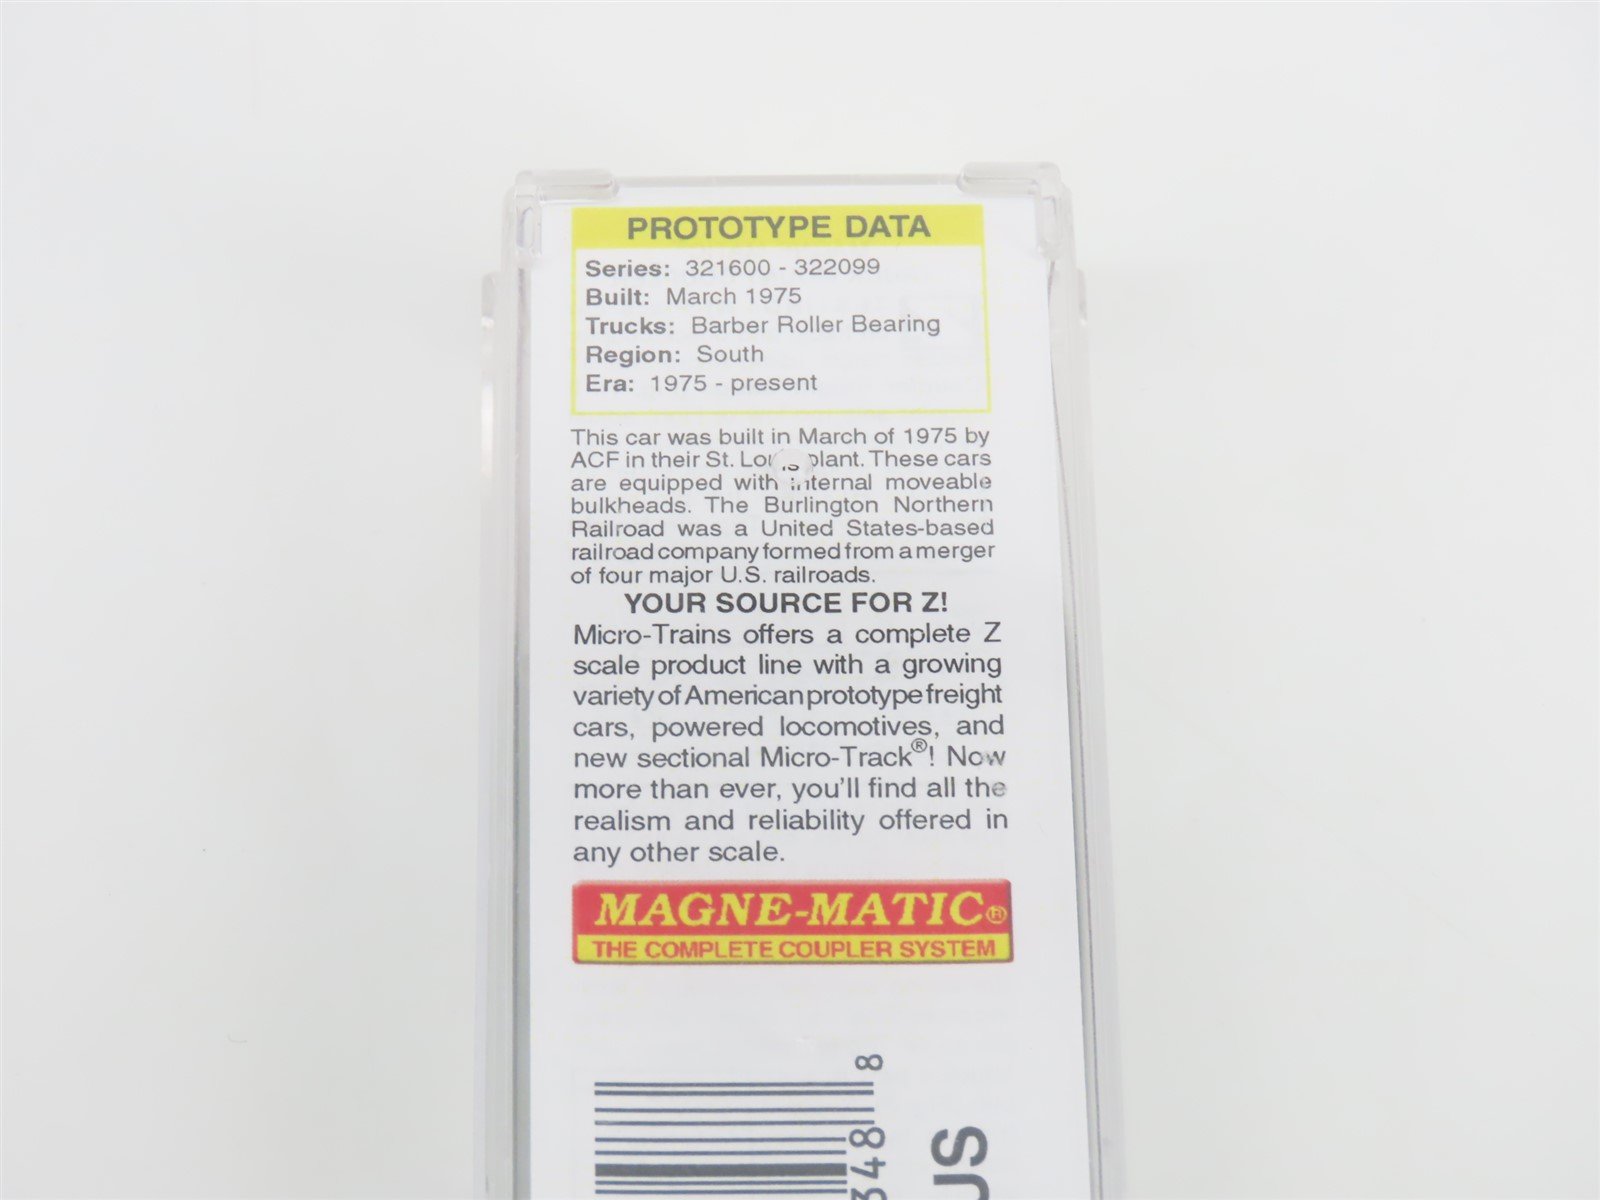 PROTOTYPE DATA
Series: 321600 - 322099
Built: March 1975
Trucks: Barber Roller Bearing
Region: South
Era: 1975 - present
This car was built in March of 1975 by
ACF in their St. Louis plant. These cars
are equipped with internal moveable
bulkheads. The Burlington Northern
Railroad was a United States-based
railroad company formed from a merger
of four major U.S. railroads.
YOUR SOURCE FOR Z!
Micro-Trains offers a complete Z
scale product line with a growing
variety of American prototype freight
cars, powered locomotives, and
new sectional Micro-Track®! Now
more than ever, you'll find all the
realism and reliability offered in
any other scale.
MAGNE-MATIC®
THE COMPLETE COUPLER SYSTEM
348 8
US